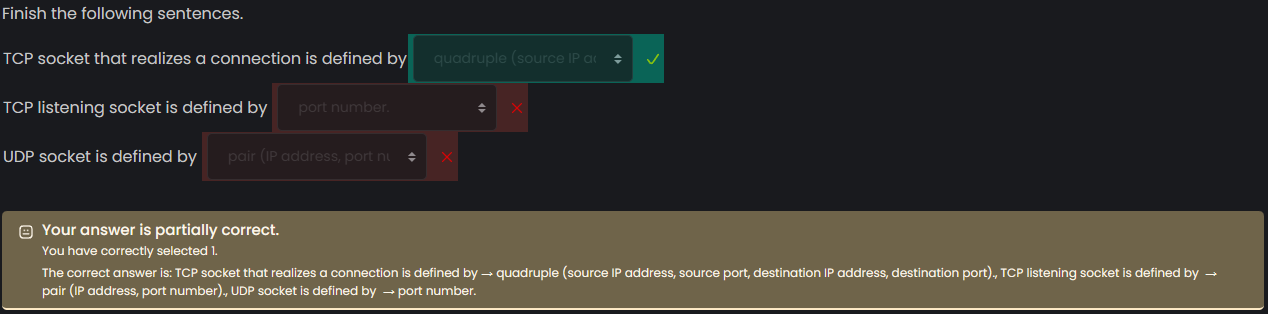 Finish the following sentences.
TCP socket that realizes a connection is defined by quadruple (source IP ac
TCP listening socket is defined by port number.
UDP socket is defined by pair (IP address, port nu
Your answer is partially correct.
You have correctly selected 1.
The correct answer is: TCP socket that realizes a connection is defined by → quadruple (source IP address, source port, destination IP address, destination port)., TCP listening socket is defined by →
pair (IP address, port number)., UDP socket is defined by → port number.